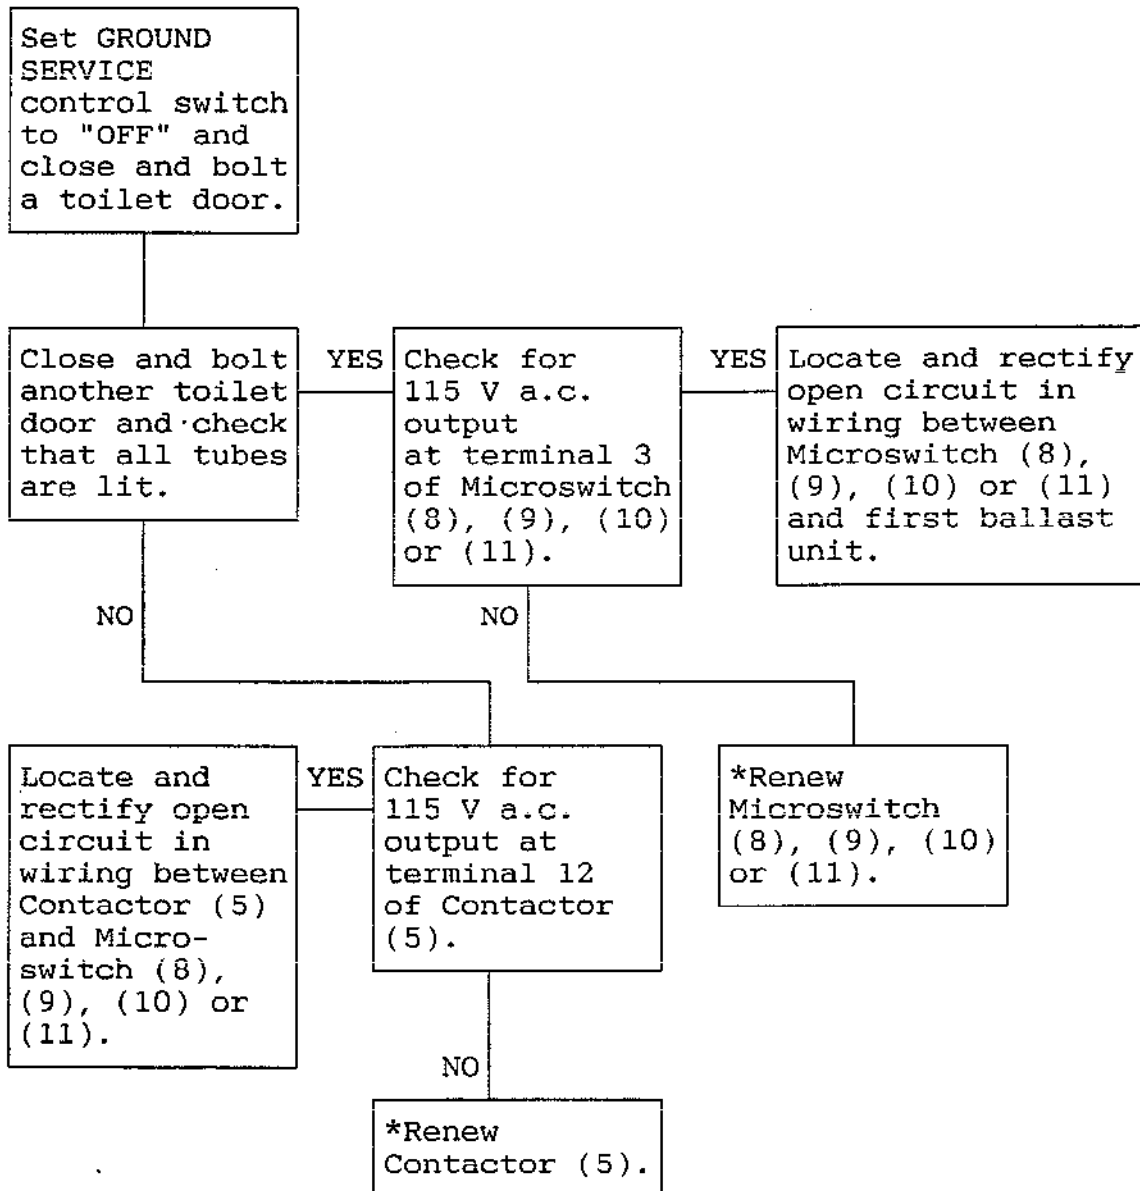 Set GROUND
SERVICE
control switch
to "OFF" and
close and bolt
a toilet door.
Close and bolt
another toilet
door and check
that all tubes
are lit.
YES
Check for
115 V a.c.
output
at terminal 3
of Microswitch
(8), (9), (10)
or (11).
YES
Locate and rectify
open circuit in
wiring between
Microswitch (8),
(9), (10) or (11)
and first ballast
unit.
NO
NO
Locate and
rectify open
circuit in
wiring between
Contactor (5)
and Micro-
switch (8),
(9), (10) or
(11).
YES
Check for
115 V a.c.
output at
terminal 12
of Contactor
(5).
*Renew
Microswitch
(8), (9), (10)
or (11).
NO
*Renew
Contactor (5).